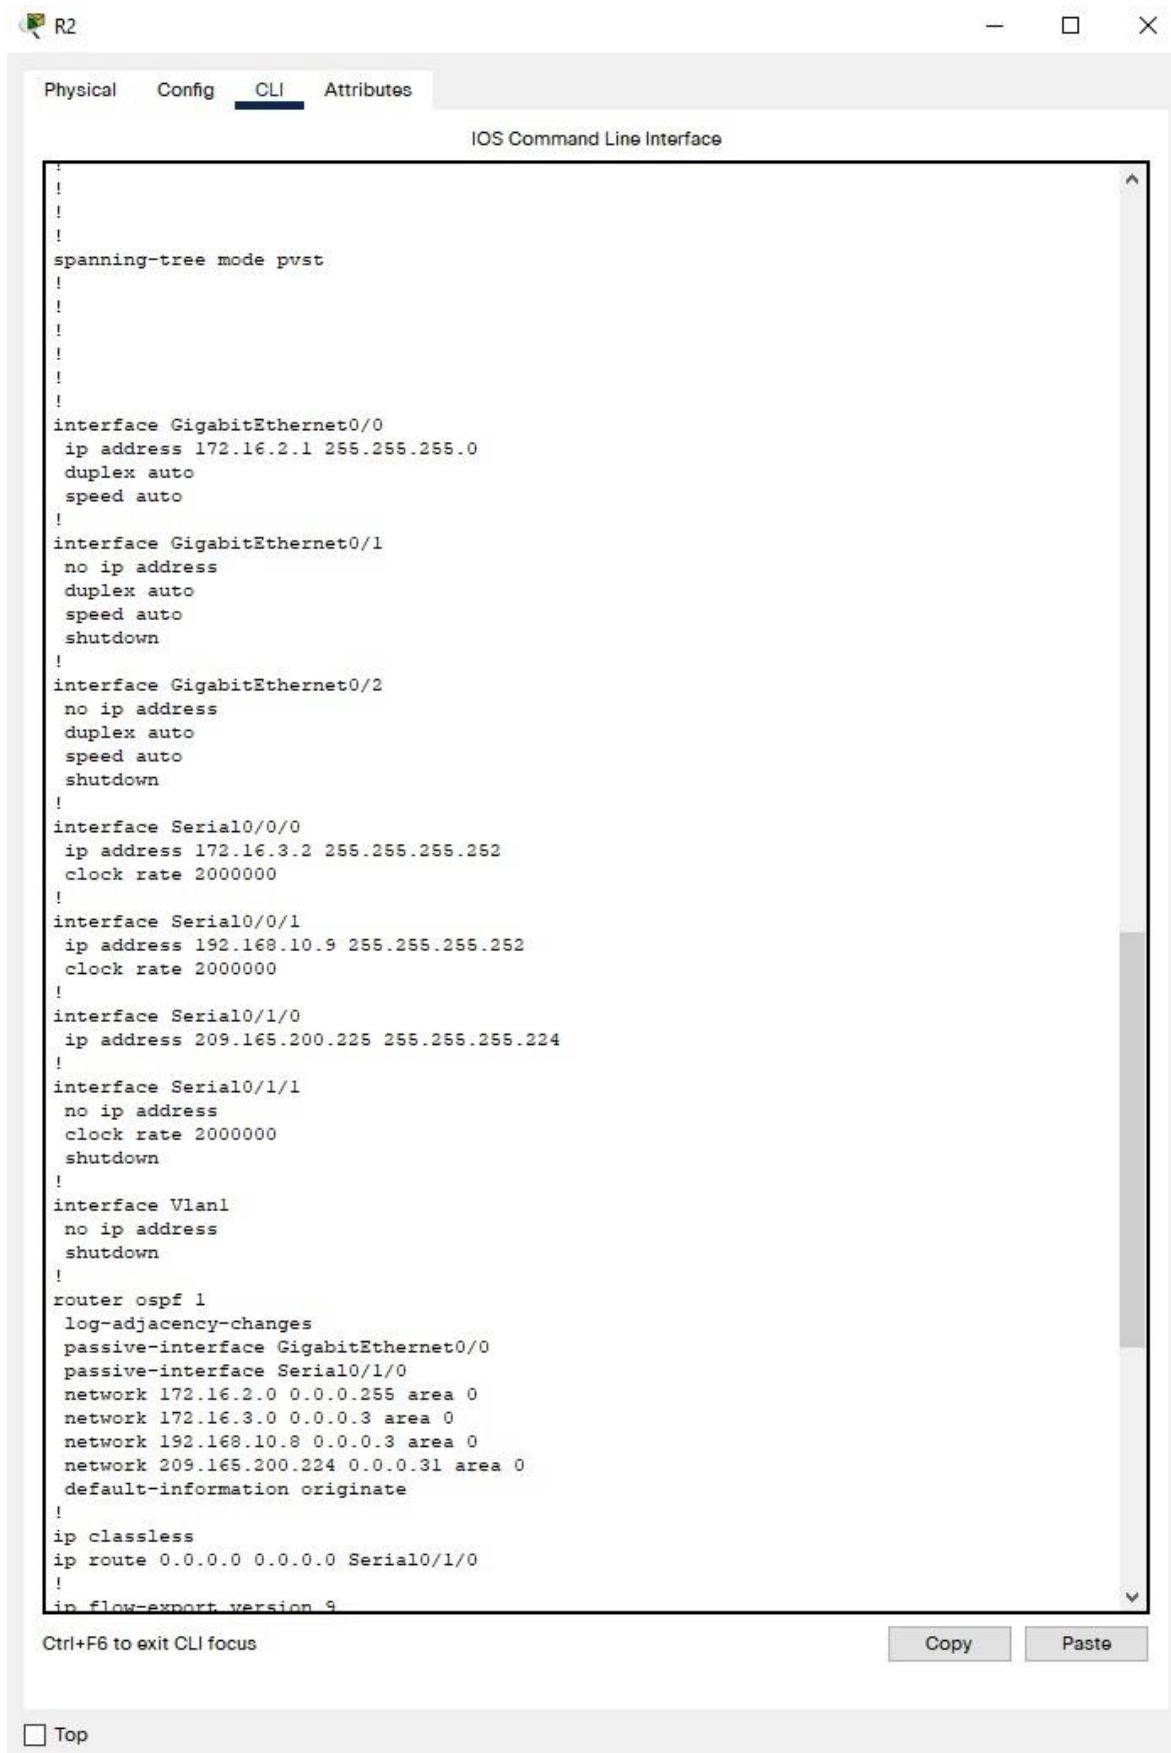 R2
Physical Config CLI Attributes
IOS Command Line Interface
!
!
!
!
spanning-tree mode pvst
!
!
!
!
!
!
interface GigabitEthernet0/0
ip address 172.16.2.1 255.255.255.0
duplex auto
speed auto
!
interface GigabitEthernet0/1
no ip address
duplex auto
speed auto
shutdown
!
interface GigabitEthernet0/2
no ip address
duplex auto
speed auto
shutdown
!
interface Serial0/0/0
ip address 172.16.3.2 255.255.255.252
clock rate 2000000
!
interface Serial0/0/1
ip address 192.168.10.9 255.255.255.252
clock rate 2000000
!
interface Serial0/1/0
ip address 209.165.200.225 255.255.255.224
!
interface Serial0/1/1
no ip address
clock rate 2000000
shutdown
!
interface Vlan1
no ip address
shutdown
!
router ospf 1
log-adjacency-changes
passive-interface GigabitEthernet0/0
passive-interface Serial0/1/0
network 172.16.2.0 0.0.0.255 area 0
network 172.16.3.0 0.0.0.3 area 0
network 192.168.10.8 0.0.0.3 area 0
network 209.165.200.224 0.0.0.31 area 0
default-information originate
!
ip classless
ip route 0.0.0.0 0.0.0.0 Serial0/1/0
!
ip flow-export version 9
Ctrl+F6 to exit CLI focus
Copy Paste
Top